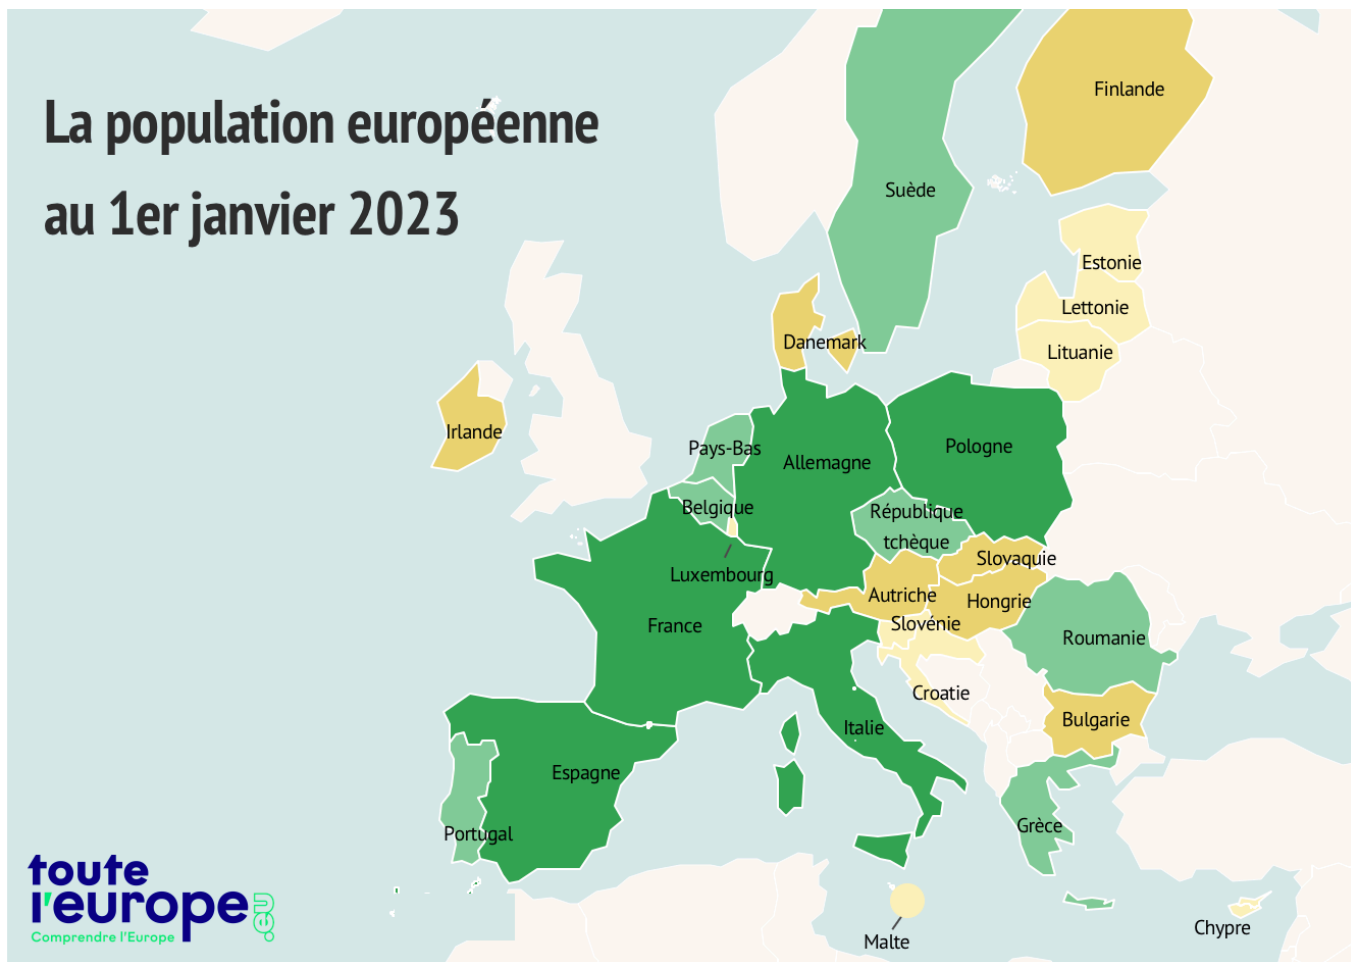 La population européenne
au 1er janvier 2023
Finlande
Suède
Estonie
Lettonie
Lituanie
Danemark
Irlande
Pays-Bas
Allemagne
Pologne
Belgique
République
tchèque
Luxembourg
Slovaquie
Autriche
Hongrie
Slovénie
France
Roumanie
Croatie
Bulgarie
Italie
Espagne
Portugal
Grèce
Malte
Chypre
toute
l'europe.eu
Comprendre l'Europe